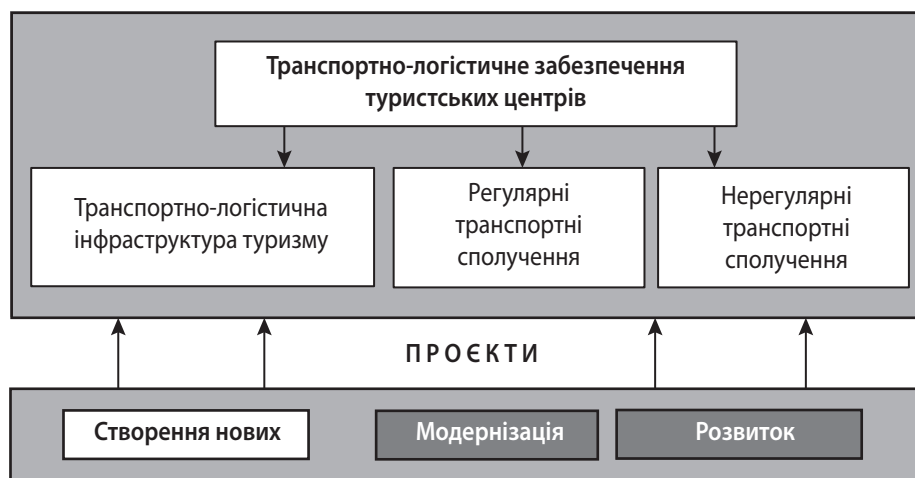 Транспортно-логістичне забезпечення
туристських центрів
Транспортно-логістична
інфраструктура туризму
Регулярні
транспортні
сполучення
Нерегулярні
транспортні
сполучення
ПРОЄКТИ
Створення нових
Модернізація
Розвиток